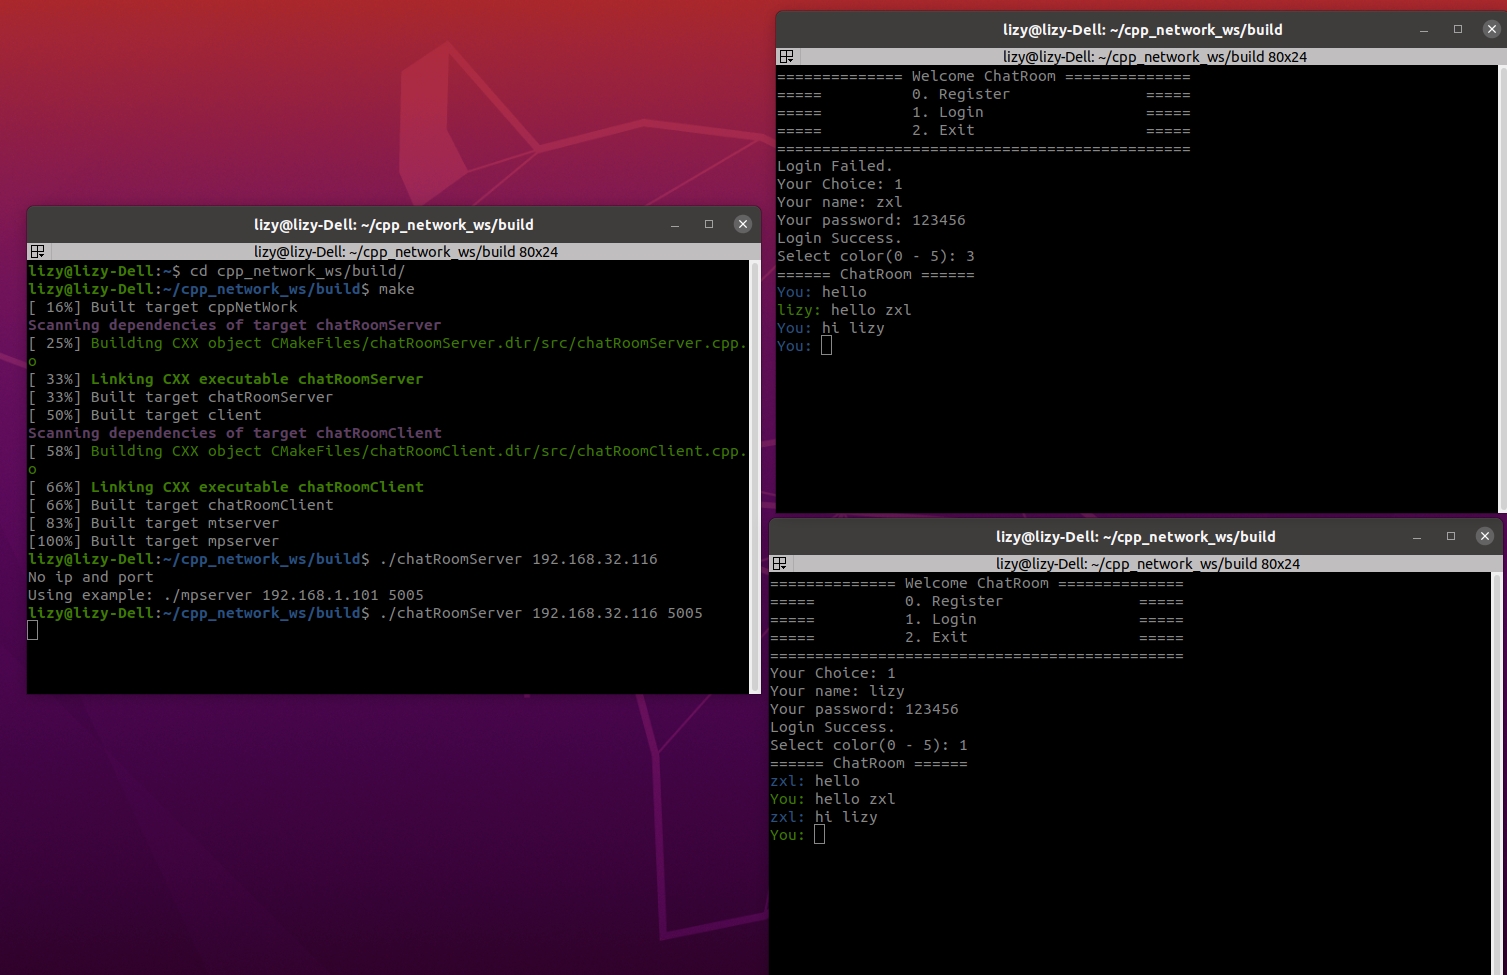 lizy@lizy-Dell: ~/cpp_network_ws/build
lizy@lizy-Dell: ~/cpp_network_ws/build 80x24
lizy@lizy-Dell:~$ cd cpp_network_ws/build/
lizy@lizy-Dell:~/cpp_network_ws/build$ make
[ 16%] Built target cppNetWork
Scanning dependencies of target chatRoomServer
[ 25%] Building CXX object CMakeFiles/chatRoomServer.dir/src/chatRoomServer.cpp.
o
[ 33%] Linking CXX executable chatRoomServer
[ 33%] Built target chatRoomServer
[ 50%] Built target client
Scanning dependencies of target chatRoomClient
[ 58%] Building CXX object CMakeFiles/chatRoomClient.dir/src/chatRoomClient.cpp.
o
[ 66%] Linking CXX executable chatRoomClient
[ 66%] Built target chatRoomClient
[ 83%] Built target mtserver
[100%] Built target mpserver
lizy@lizy-Dell:~/cpp_network_ws/build$ ./chatRoomServer 192.168.32.116
No ip and port
Using example: ./mpserver 192.168.1.101 5005
lizy@lizy-Dell:~/cpp_network_ws/build$ ./chatRoomServer 192.168.32.116 5005
lizy@lizy-Dell: ~/cpp_network_ws/build
lizy@lizy-Dell: ~/cpp_network_ws/build 80x24
============== Welcome ChatRoom ==============
===== 0. Register =====
===== 1. Login =====
===== 2. Exit =====
==============================================
Login Failed.
Your Choice: 1
Your name: zxl
Your password: 123456
Login Success.
Select color(0 - 5): 3
====== ChatRoom ======
You: hello
lizy: hello zxl
You: hi lizy
You:
lizy@lizy-Dell: ~/cpp_network_ws/build
lizy@lizy-Dell: ~/cpp_network_ws/build 80x24
============== Welcome ChatRoom ==============
===== 0. Register =====
===== 1. Login =====
===== 2. Exit =====
==============================================
Your Choice: 1
Your name: lizy
Your password: 123456
Login Success.
Select color(0 - 5): 1
====== ChatRoom ======
zxl: hello
You: hello zxl
zxl: hi lizy
You: